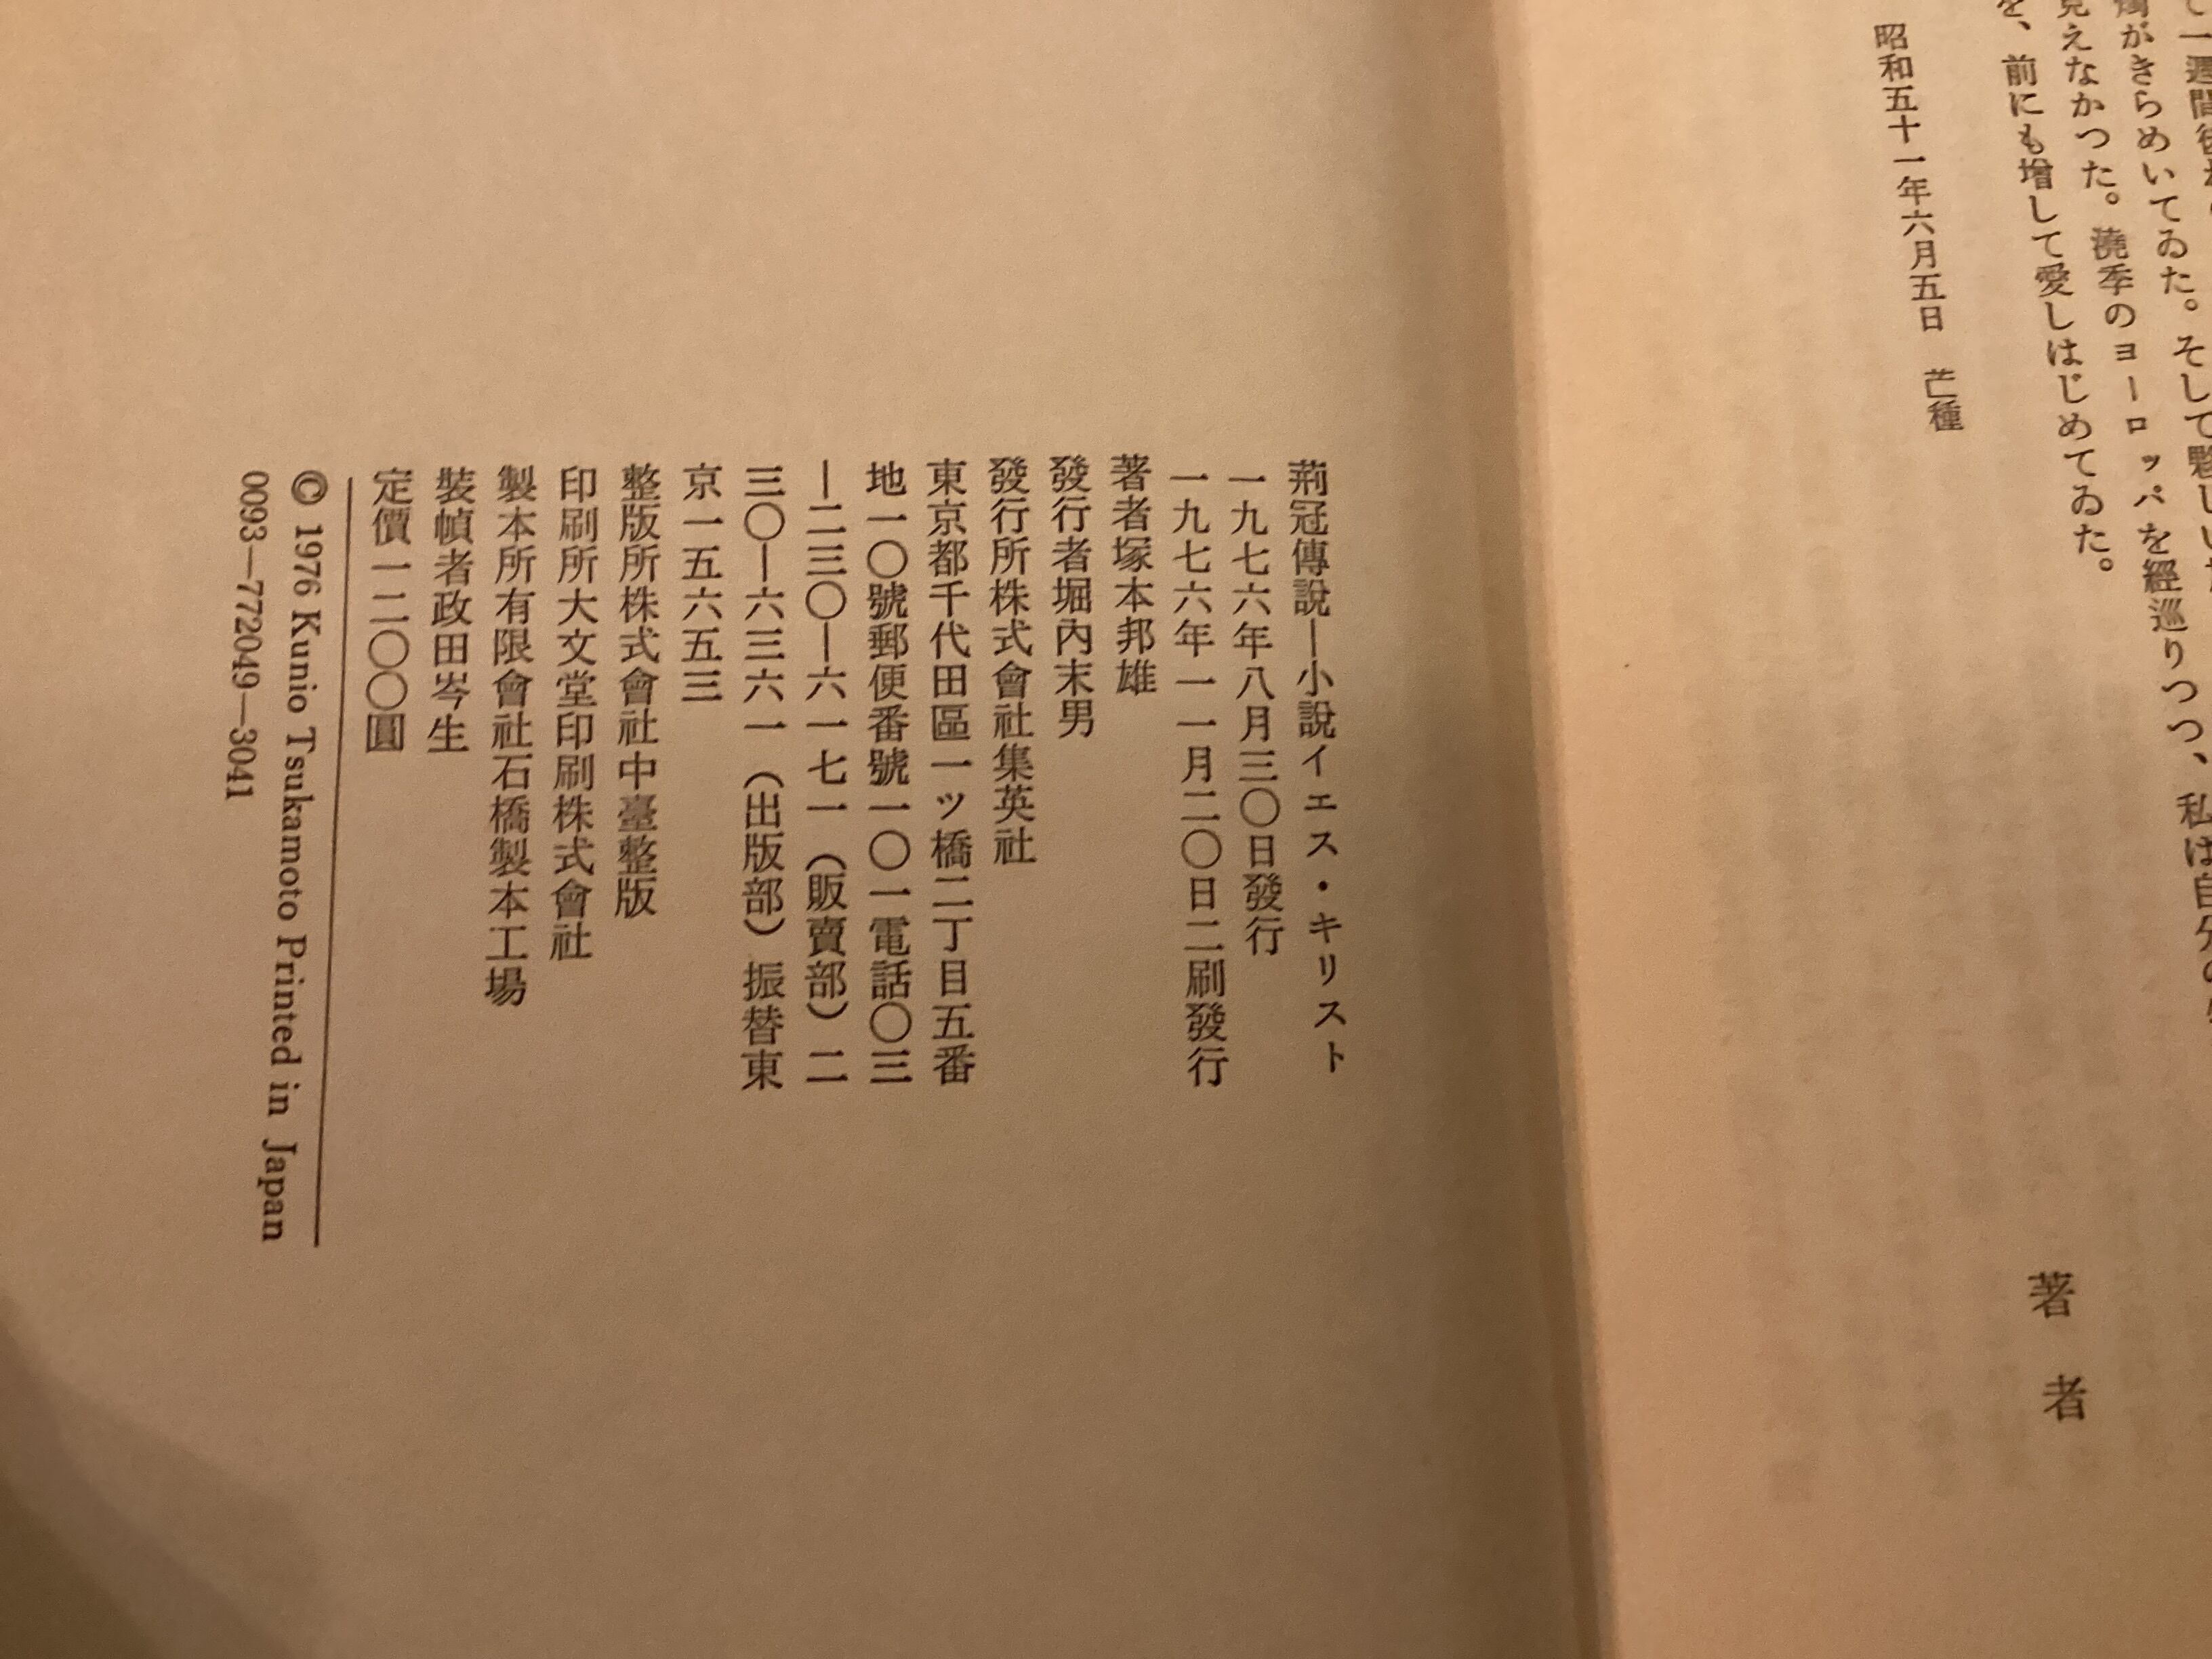 て一週間後
燭がきらめいてゐた。そして夥しい
見えなかつた。澆季のヨーロッパを經巡りつつ、私は自分の
を、前にも增して愛しはじめてゐた。
昭和五十一年六月五日 芒種
著者
荊冠傳說―小說イエス・キリスト
一九七六年八月三〇日發行
一九七六年一一月二〇日二刷發行
著者塚本邦雄
發行者堀內末男
發行所株式會社集英社
東京都千代田區一ッ橋二丁目五番
地一〇號郵便番號一〇一電話〇三
―二三〇―六一七一(販賣部)二
三〇―六三六一(出版部)振替東
京一五六五三
整版所株式會社中臺整版
印刷所大文堂印刷株式會社
製本所有限會社石橋製本工場
裝幀者政田岑生
定價一二〇〇圓
© 1976 Kunio Tsukamoto Printed in Japan
0093―772049―3041